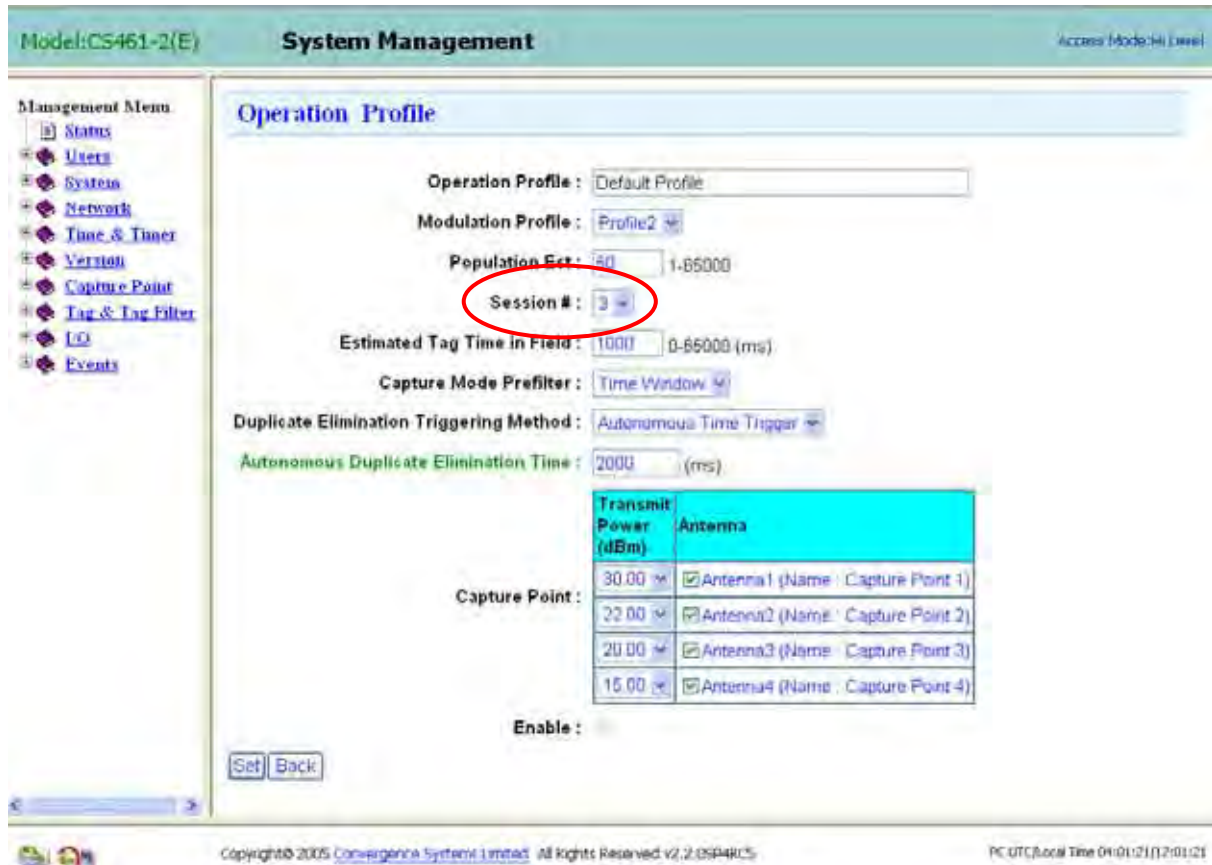 Model:CS461-2(E)
System Management
Management Menu
Status
Users
System
Network
Time & Timer
Version
Capture Point
Tag & Tag Filter
I/O
Events
Operation Profile
Operation Profile : Default Profile
Modulation Profile : Profile2
Population Est : 50 1-65000
Session # : 3
Estimated Tag Time in Field : 1000 0-65000 (ms)
Capture Mode Prefilter : Time Window
Duplicate Elimination Triggering Method : Autonomous Time Trigger
Autonomous Duplicate Elimination Time : 2000 (ms)
Capture Point :
Transmit Power (dBm) Antenna
30.00 Antenna1 (Name : Capture Point 1)
22.00 Antenna2 (Name : Capture Point 2)
20.00 Antenna3 (Name : Capture Point 3)
15.00 Antenna4 (Name : Capture Point 4)
Enable :
Set Back
Copyright© 2005 Convergence Systems Limited. All Rights Reserved
PC UTC/Local Time